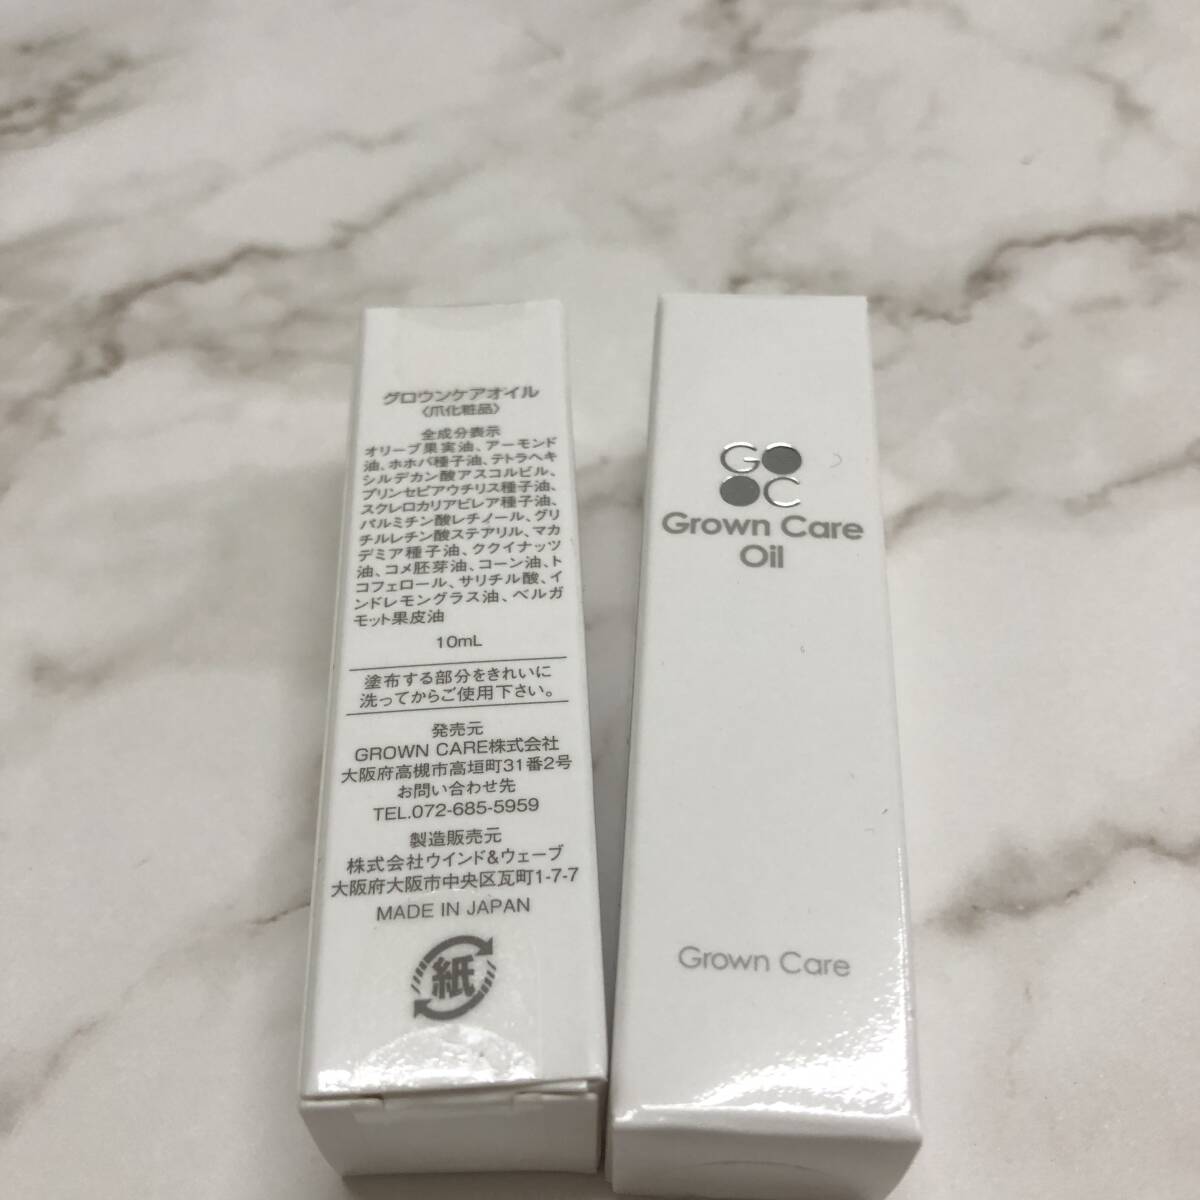 グロウンケアオイル
〈爪化粧品〉
全成分表示
オリーブ果実油、アーモンド
油、ホホバ種子油、テトラヘキ
シルデカン酸アスコルビル、
プリンセピアウチリス種子油、
スクレロカリアビレア種子油、
パルミチン酸レチノール、グリ
チルレチン酸ステアリル、マカ
デミア種子油、ククイナッツ
油、コメ胚芽油、コーン油、ト
コフェロール、サリチル酸、イ
ンドレモングラス油、ベルガ
モット果皮油
10mL
塗布する部分をきれいに
洗ってからご使用下さい。
発売元
GROWN CARE株式会社
大阪府高槻市高垣町31番2号
お問い合わせ先
TEL.072-685-5959
製造販売元
株式会社ウインド&ウェーブ
大阪府大阪市中央区瓦町1-7-7
MADE IN JAPAN
紙
G
C
Grown Care
Oil
Grown Care